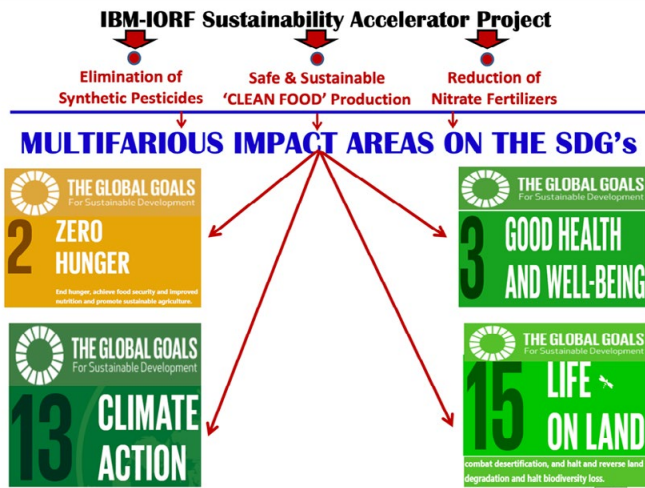 IBM-IORF Sustainability Accelerator Project
Elimination of
Synthetic Pesticides
Safe & Sustainable
‘CLEAN FOOD’ Production
Reduction of
Nitrate Fertilizers
MULTIFARIOUS IMPACT AREAS ON THE SDG's
THE GLOBAL GOALS
For Sustainable Development
2 ZERO
HUNGER
End hunger, achieve food security and improved
nutrition and promote sustainable agriculture.
THE GLOBAL GOALS
For Sustainable Development
3 GOOD HEALTH
AND WELL-BEING
THE GLOBAL GOALS
For Sustainable Development
13 CLIMATE
ACTION
THE GLOBAL GOALS
For Sustainable Development
15 LIFE
ON LAND
combat desertification, and halt and reverse land
degradation and halt biodiversity loss.